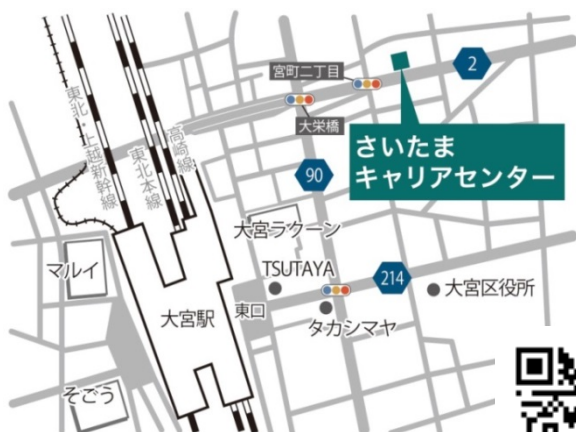 宮町二丁目
2
大栄橋
さいたま
キャリアセンター
東北・上越新幹線
東北本線
高崎線
90
大宮ラクーン
マルイ
TSUTAYA
214
大宮区役所
大宮駅
東口
タカシマヤ
そごう